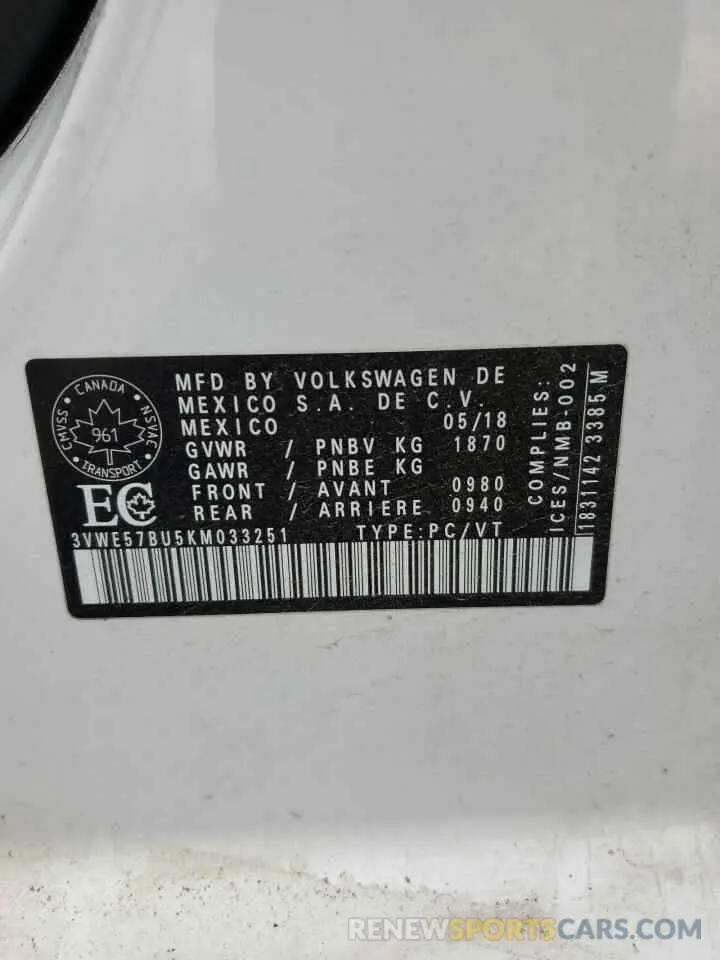 CANADA
CMVSS
NSVAC
961
TRANSPORT
EC
MFD BY VOLKSWAGEN DE
MEXICO S.A. DE C.V.
MEXICO 05/18
GVWR / PNBV KG 1870
GAWR / PNBE KG
FRONT / AVANT 0980
REAR / ARRIERE 0940
3VWE57BU5KM033251 TYPE:PC/VT
COMPLIES:
ICES/NMB-002
1831142 3385 M
RENEWSPORTSCARS.COM